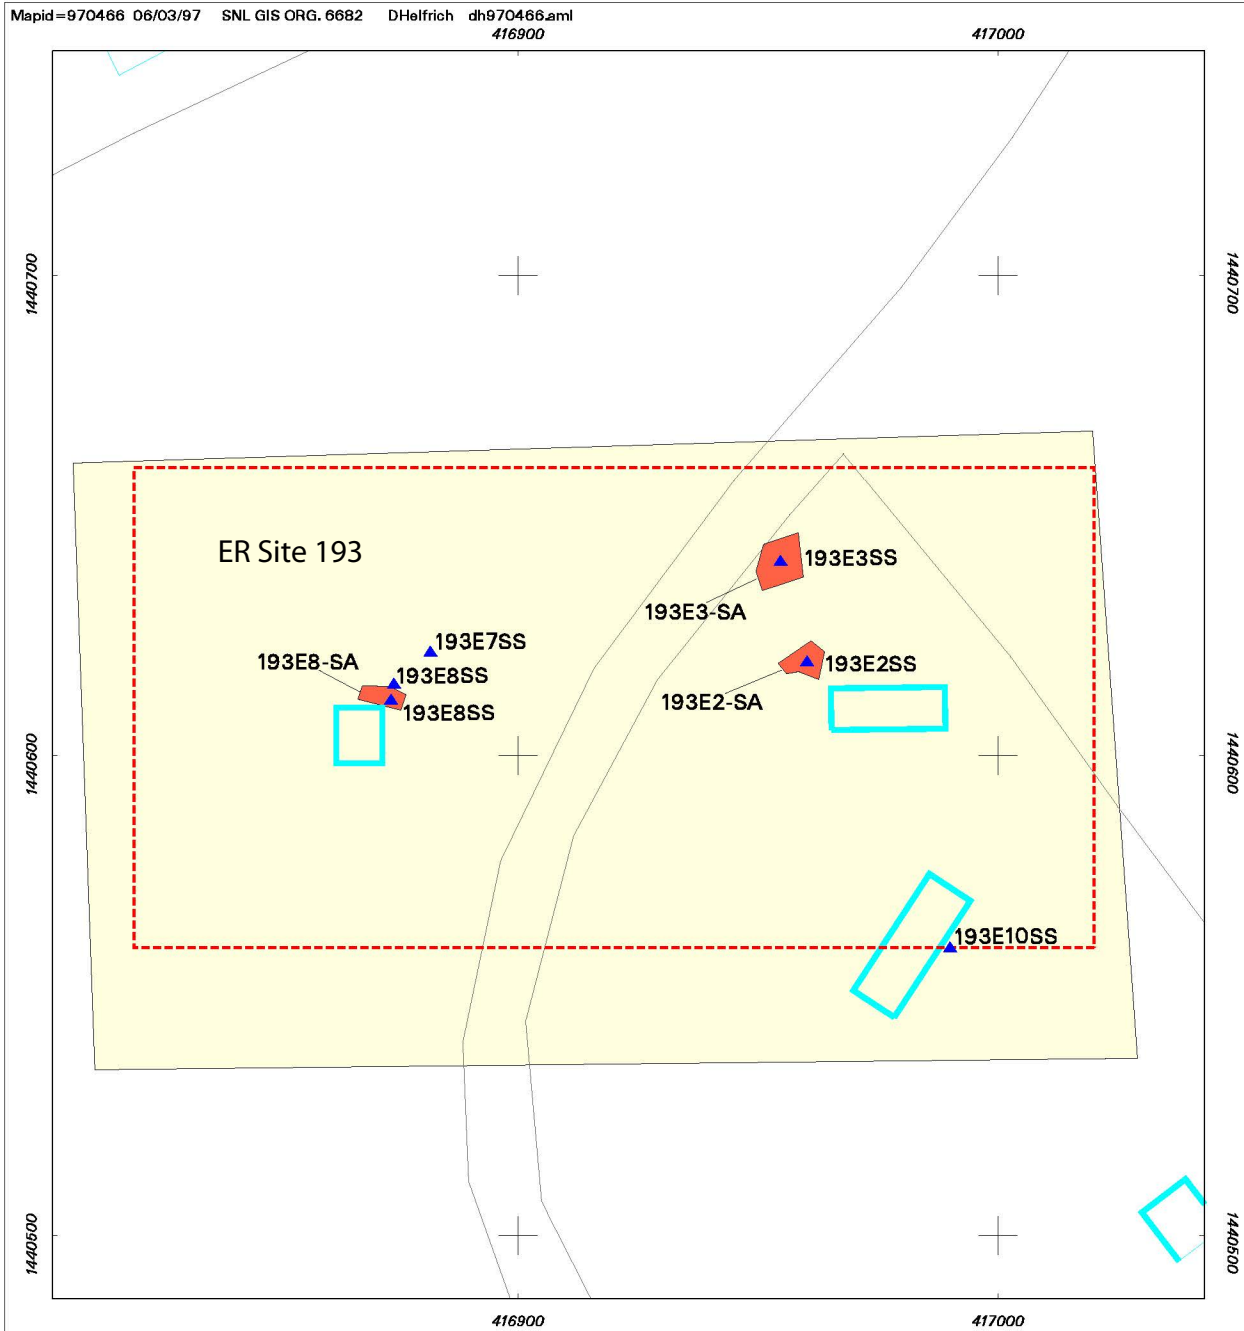 Mapid=970466 06/03/97 SNL GIS ORG. 6682 DHelfrich dh970466.aml
416900 417000
1440700 1440700
ER Site 193
193E3SS
193E3-SA
193E7SS
193E8-SA
193E8SS
193E2SS
193E2-SA
193E8SS
1440600 1440600
193E10SS
1440500 1440500
416900 417000